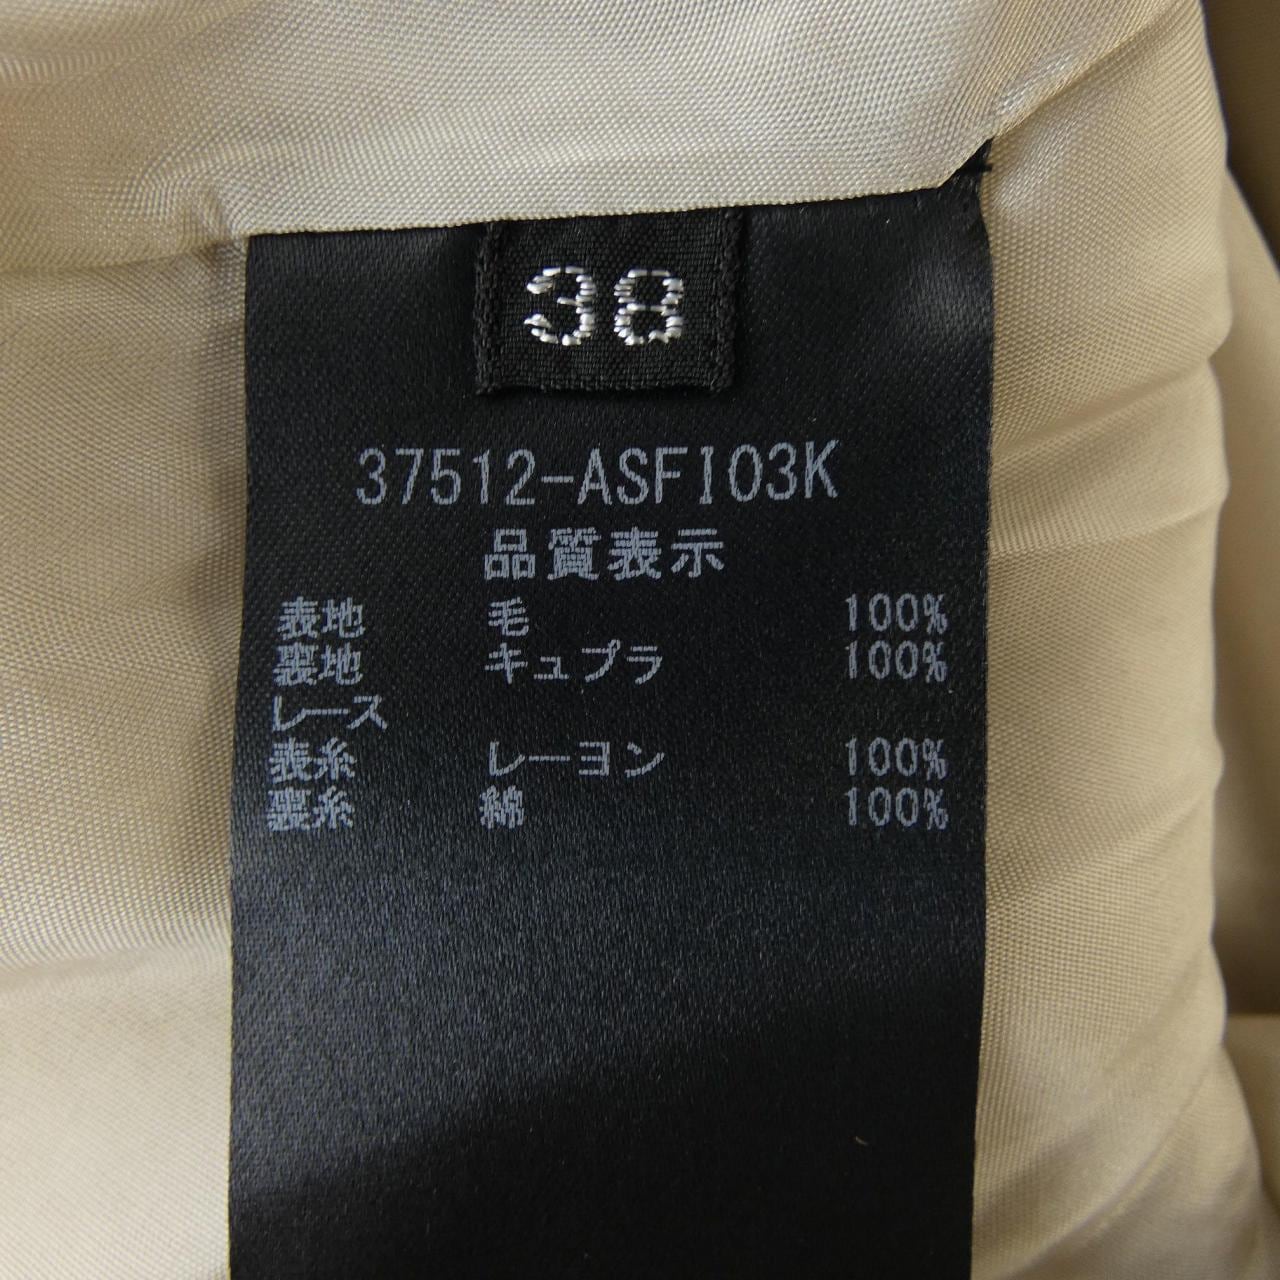 38
37512-ASFI03K
品質表示
表地 毛 100%
裏地 キュプラ 100%
レース
表糸 レーヨン 100%
裏糸 綿 100%